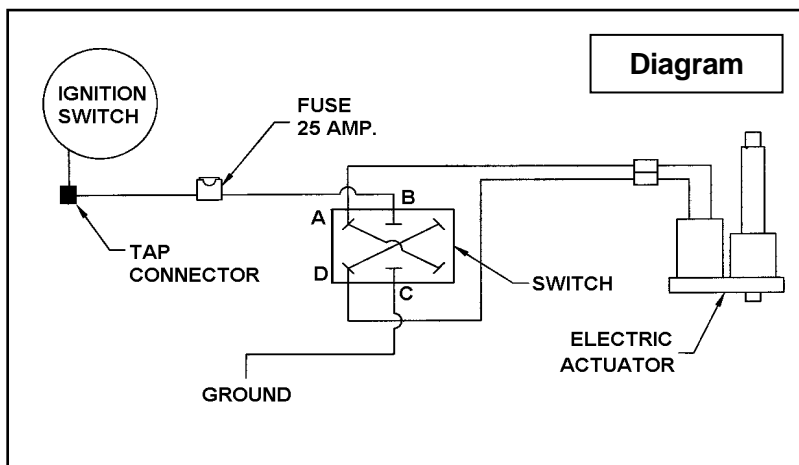 Diagram
IGNITION
SWITCH
FUSE
25 AMP.
A
B
TAP
CONNECTOR
D
C
SWITCH
ELECTRIC
ACTUATOR
GROUND